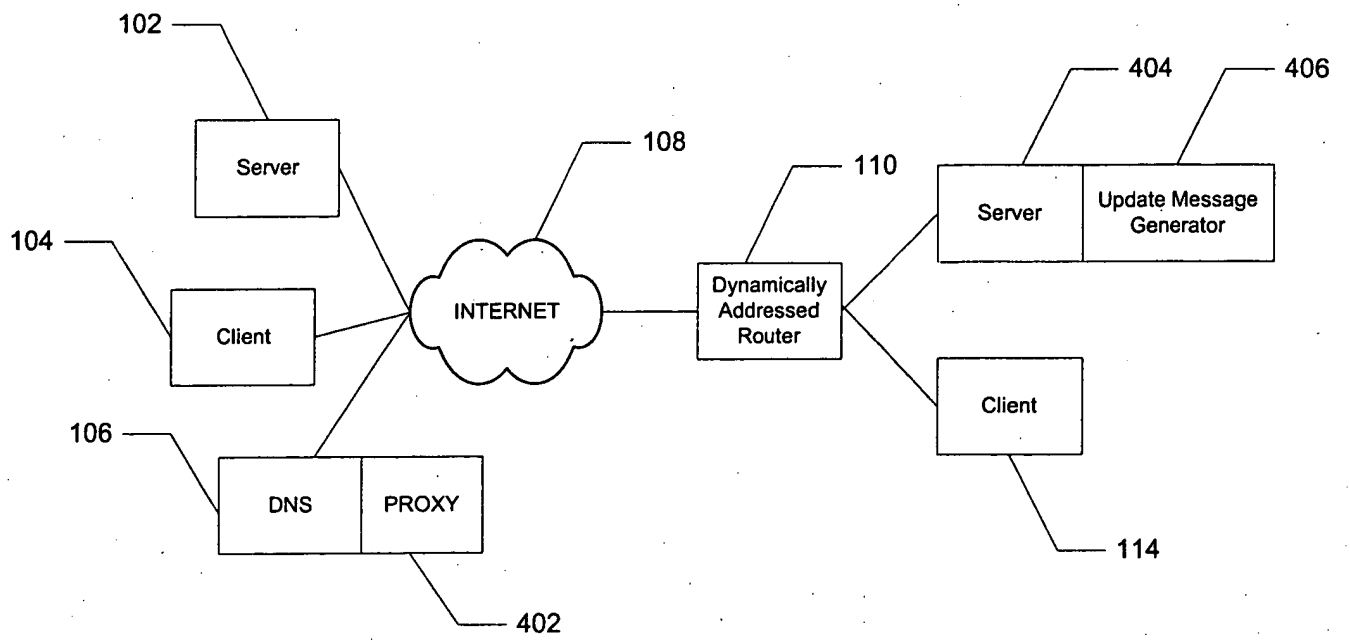 102
404
406
Server
108
110
Server
Update Message
Generator
104
Client
INTERNET
Dynamically
Addressed
Router
106
Client
DNS
PROXY
114
402